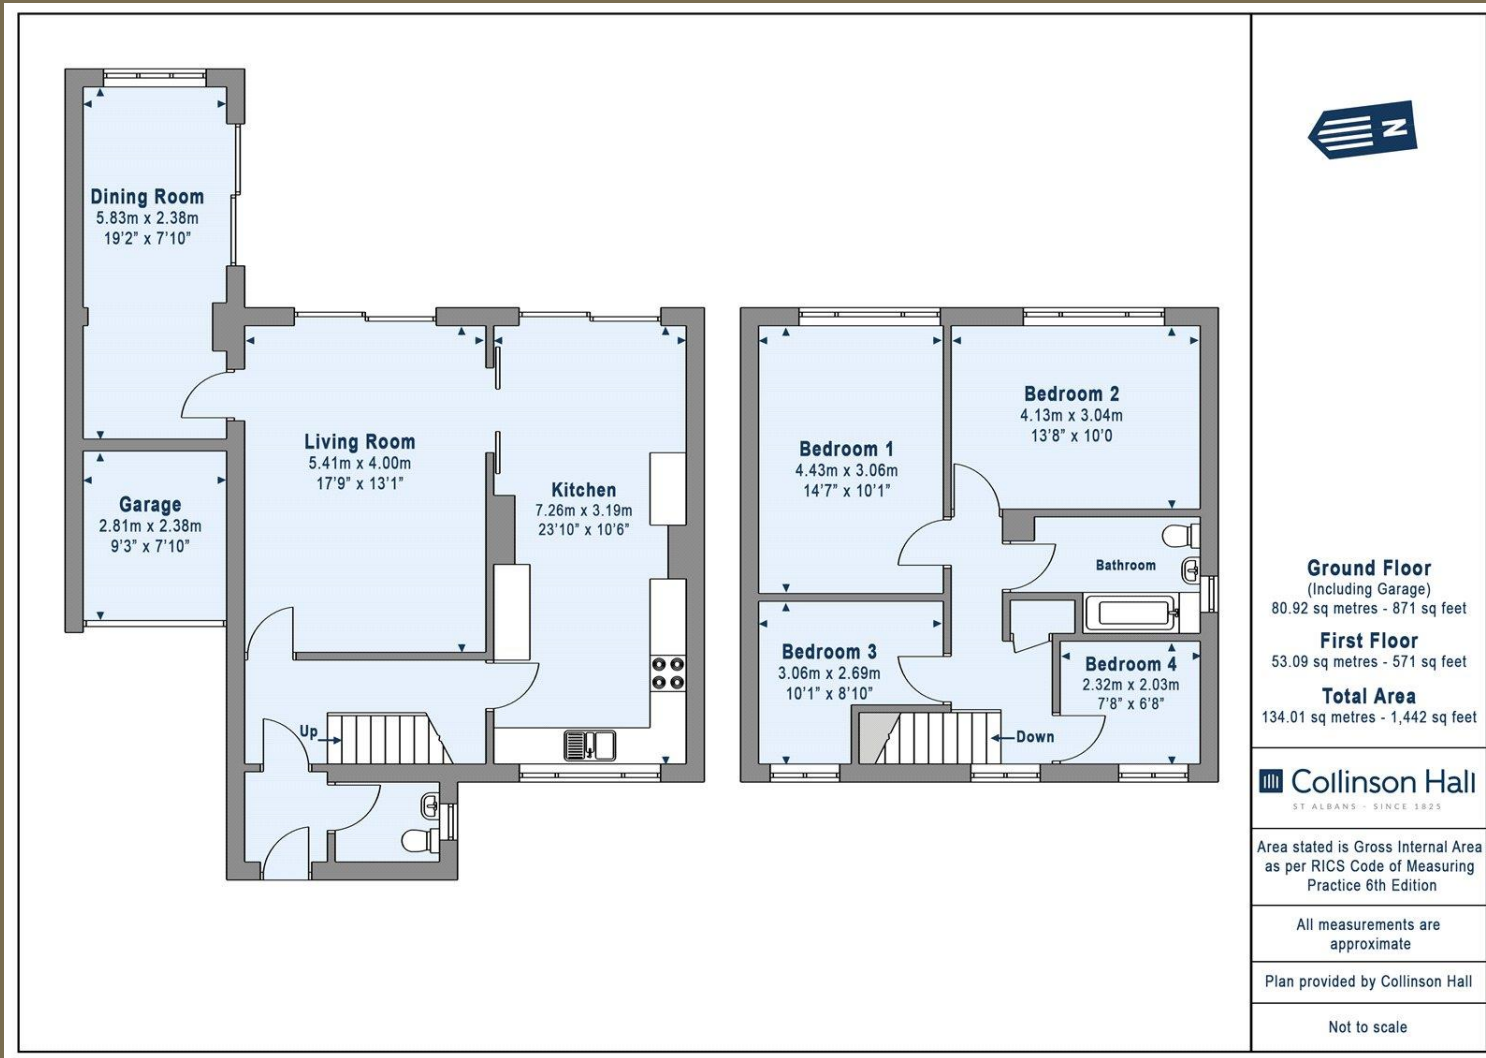 Dining Room
5.83m x 2.38m
19'2" x 7'10"
Garage
2.81m x 2.38m
9'3" x 7'10"
Living Room
5.41m x 4.00m
17'9" x 13'1"
Kitchen
7.26m x 3.19m
23'10" x 10'6"
Up
Bedroom 1
4.43m x 3.06m
14'7" x 10'1"
Bedroom 2
4.13m x 3.04m
13'8" x 10'0
Bathroom
Bedroom 3
3.06m x 2.69m
10'1" x 8'10"
Bedroom 4
2.32m x 2.03m
7'8" x 6'8"
Down
N
Ground Floor
(Including Garage)
80.92 sq metres - 871 sq feet
First Floor
53.09 sq metres - 571 sq feet
Total Area
134.01 sq metres - 1,442 sq feet
Collinson Hall
ST ALBANS - SINCE 1825
Area stated is Gross Internal Area
as per RICS Code of Measuring
Practice 6th Edition
All measurements are
approximate
Plan provided by Collinson Hall
Not to scale